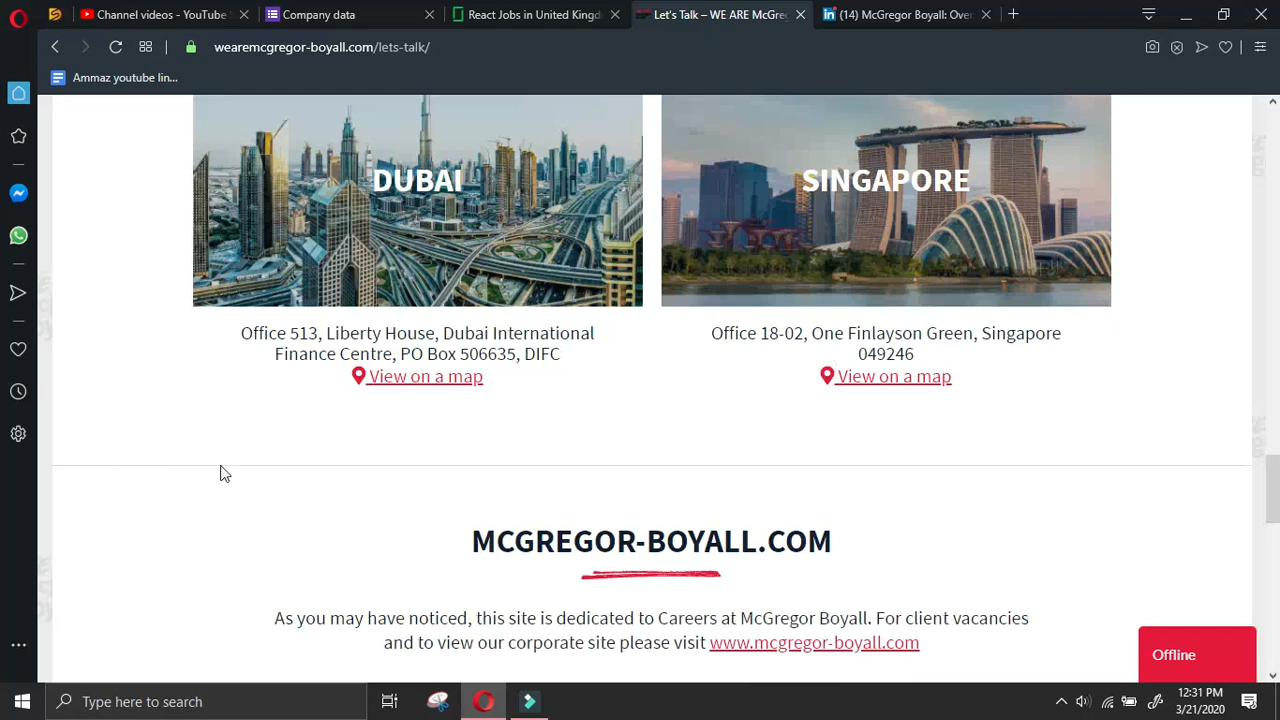 Channel videos - YouTube S
Company data
React Jobs in United Kingd
Let's Talk – WE ARE McGreg
(14) McGregor Boyall: Over
wearemcgregor-boyall.com/lets-talk/
Ammaz youtube lin...
DUBAI
SINGAPORE
Office 513, Liberty House, Dubai International
Finance Centre, PO Box 506635, DIFC
View on a map
Office 18-02, One Finlayson Green, Singapore
049246
View on a map
MCGREGOR-BOYALL.COM
As you may have noticed, this site is dedicated to Careers at McGregor Boyall. For client vacancies
and to view our corporate site please visit www.mcgregor-boyall.com
Offline
Type here to search
12:31 PM
3/21/2020